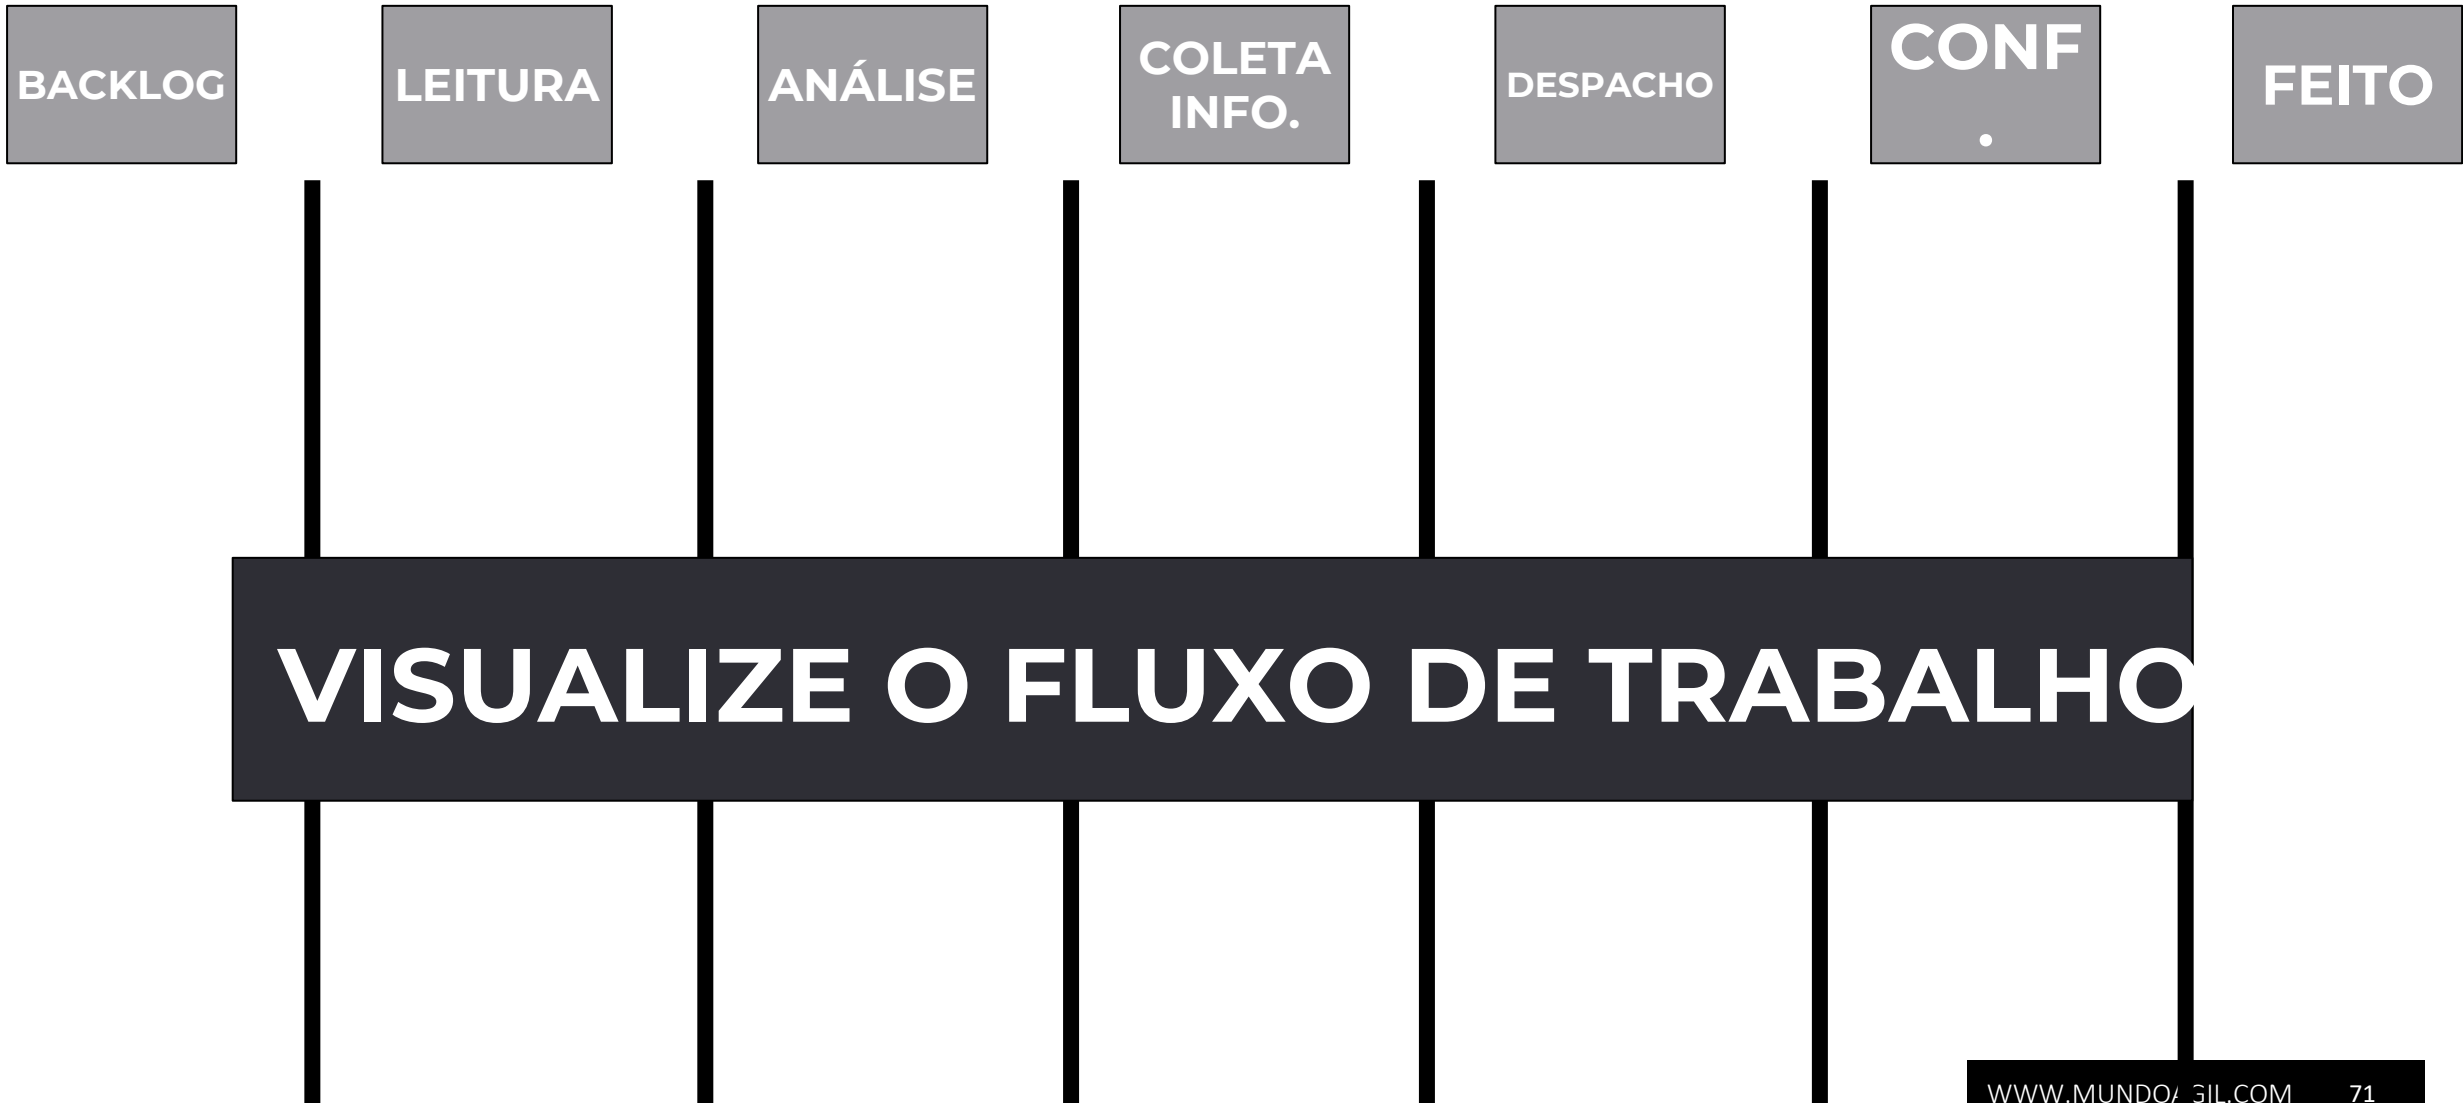 BACKLOG
LEITURA
ANÁLISE
COLETA
INFO.
DESPACHO
CONF
.
FEITO
VISUALIZE O FLUXO DE TRABALHO
71